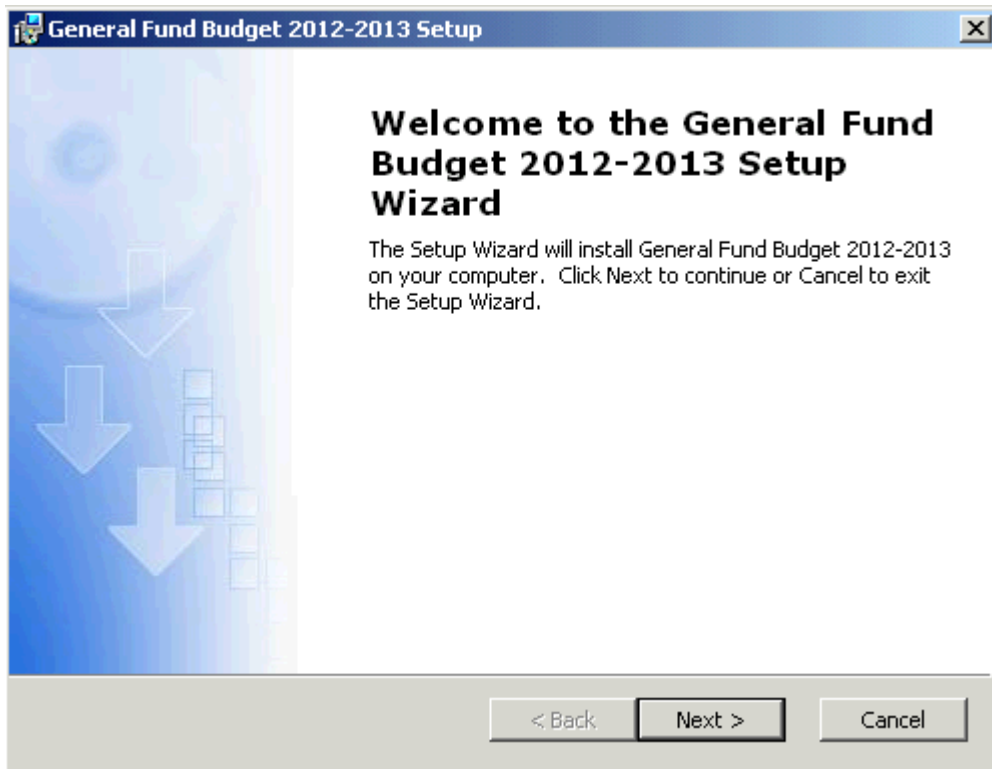 General Fund Budget 2012-2013 Setup
Welcome to the General Fund
Budget 2012-2013 Setup
Wizard
The Setup Wizard will install General Fund Budget 2012-2013
on your computer.  Click Next to continue or Cancel to exit
the Setup Wizard.
< Back
Next >
Cancel